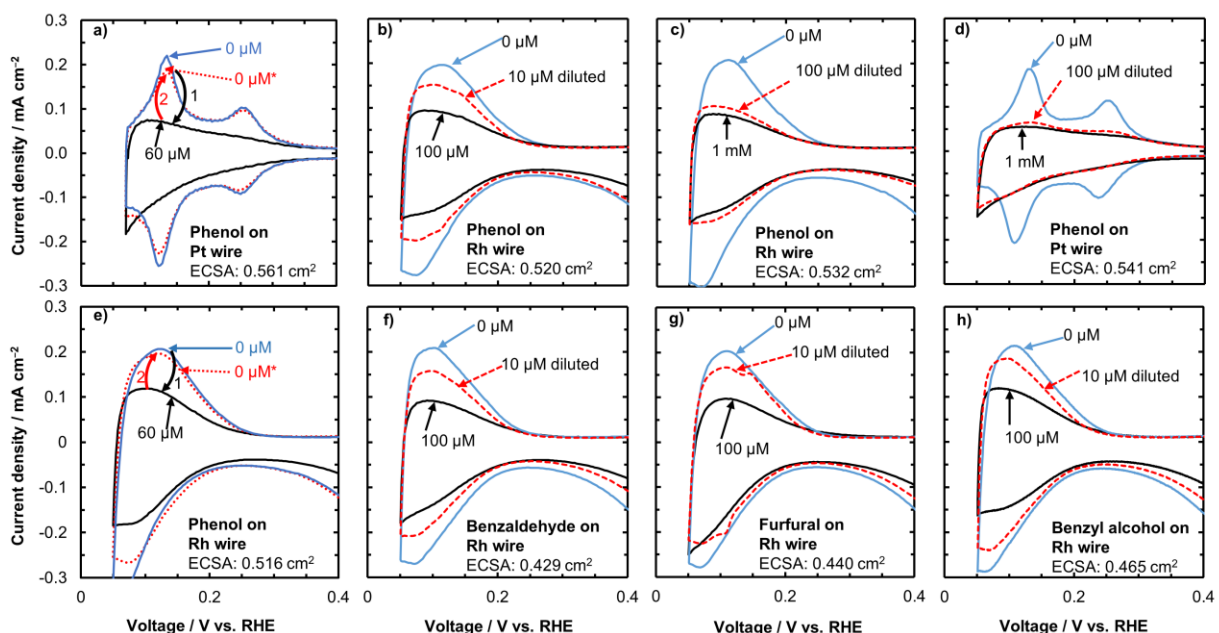 a)
0 µM
0 µM*
1
2
60 µM
Phenol on
Pt wire
ECSA: 0.561 cm²
b)
0 µM
10 µM diluted
100 µM
Phenol on
Rh wire
ECSA: 0.520 cm²
c)
0 µM
100 µM diluted
1 mM
Phenol on
Rh wire
ECSA: 0.532 cm²
d)
0 µM
100 µM diluted
1 mM
Phenol on
Pt wire
ECSA: 0.541 cm²
Current density / mA cm⁻²
0.3
0.2
0.1
0.0
-0.1
-0.2
-0.3
e)
0 µM
0 µM*
1
2
60 µM
Phenol on
Rh wire
ECSA: 0.516 cm²
f)
0 µM
10 µM diluted
100 µM
Benzaldehyde on
Rh wire
ECSA: 0.429 cm²
g)
0 µM
10 µM diluted
100 µM
Furfural on
Rh wire
ECSA: 0.440 cm²
h)
0 µM
10 µM diluted
100 µM
Benzyl alcohol on
Rh wire
ECSA: 0.465 cm²
Current density / mA cm⁻²
0.3
0.2
0.1
0
-0.1
-0.2
-0.3
0 0.2 0.4
0 0.2 0.4
0 0.2 0.4
0 0.2 0.4
Voltage / V vs. RHE
Voltage / V vs. RHE
Voltage / V vs. RHE
Voltage / V vs. RHE